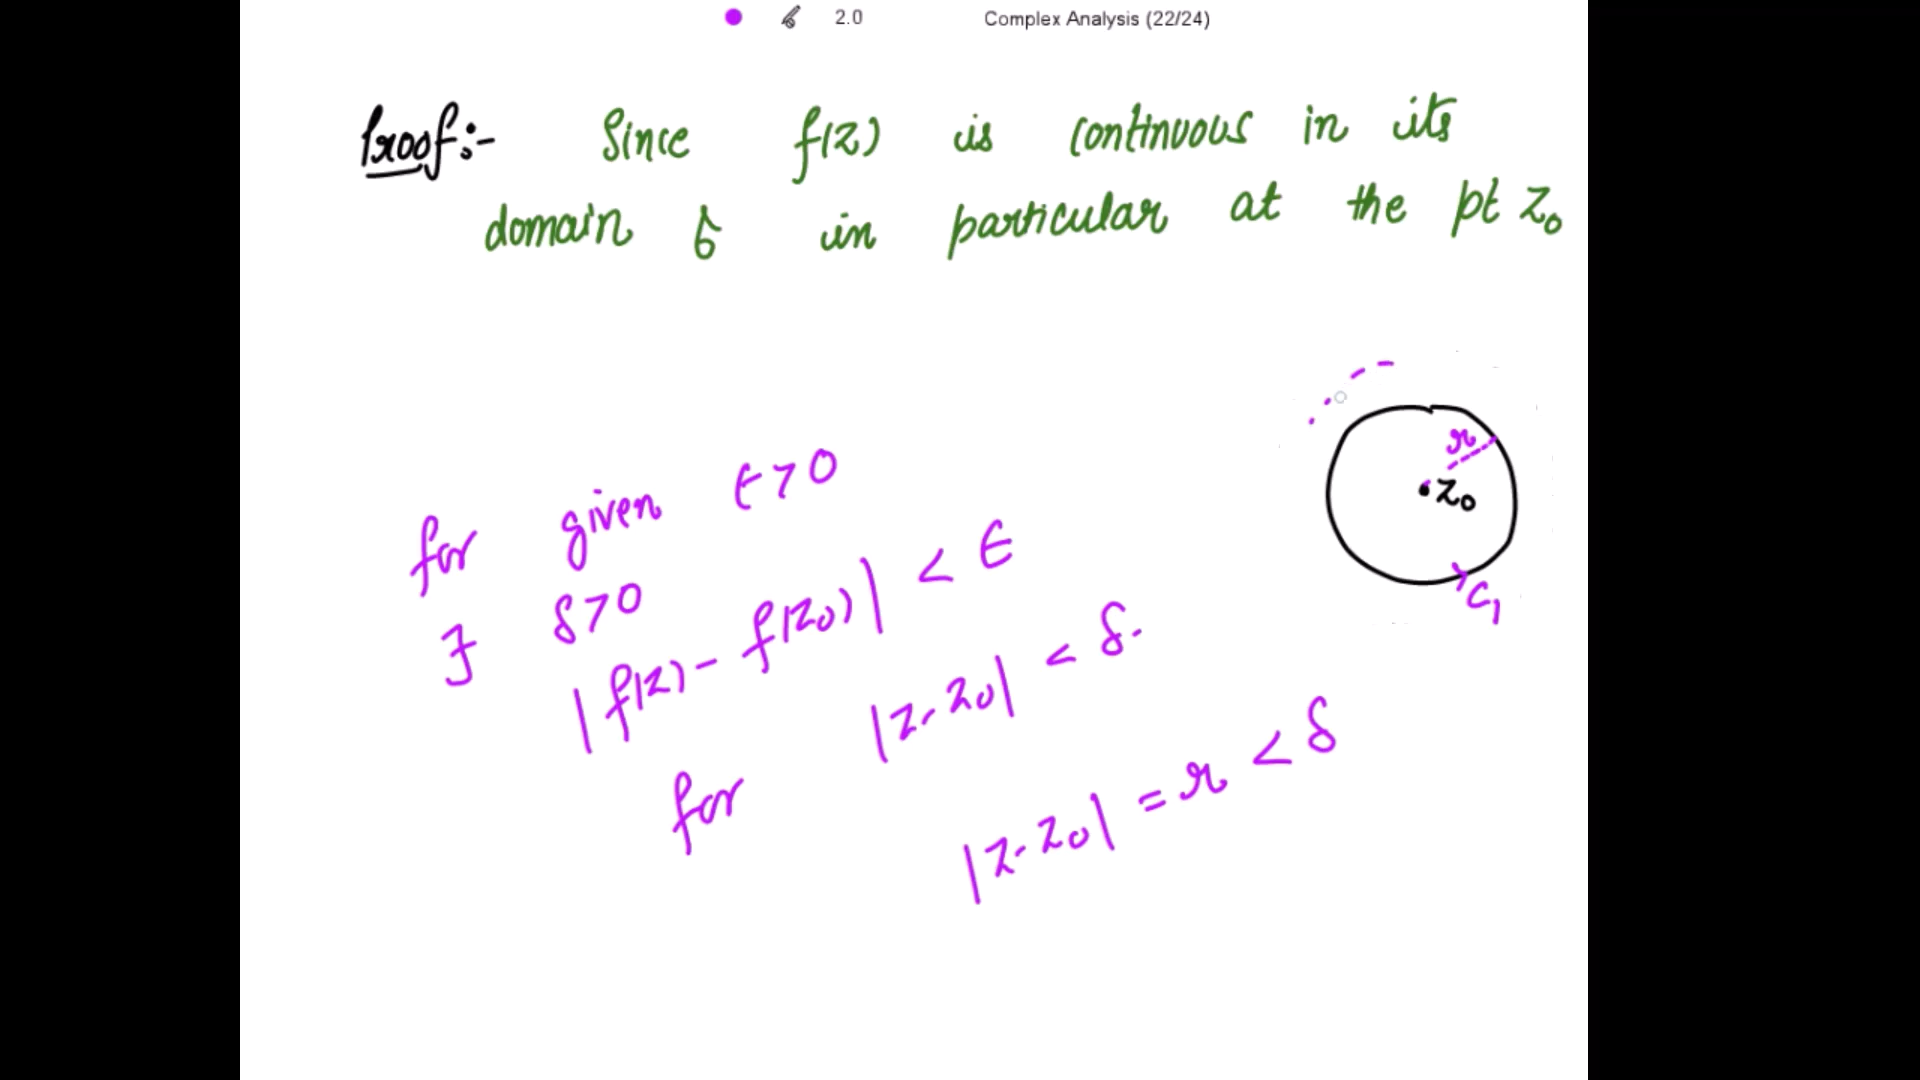 2.0 Complex Analysis (22/24)
Proof:- Since f(z) is continuous in its
domain & in particular at the pt z₀
for given ϵ>0
∃ δ>0
|f(z) - f(z₀)| < ϵ
for |z-z₀| < δ.
|z-z₀| = r < δ
r
z₀
C₁